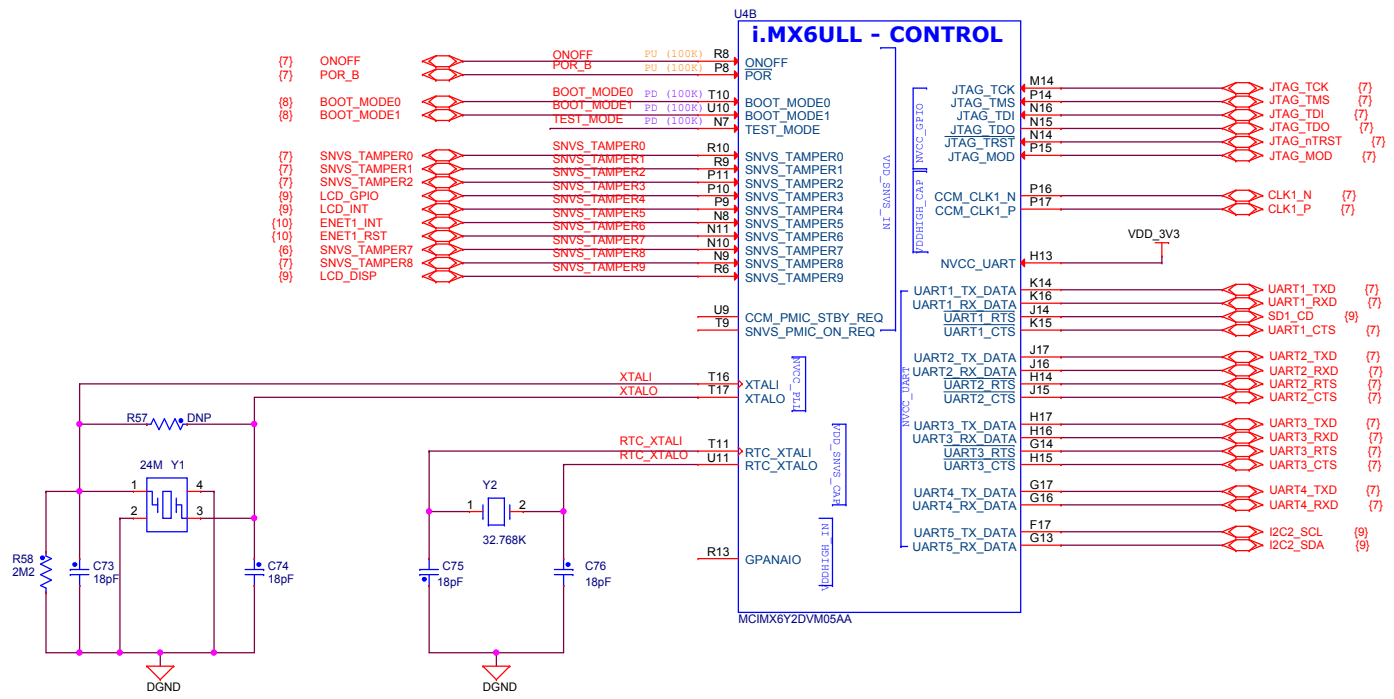 U4B
i.MX6ULL - CONTROL
{7} ONOFF ONOFF PU (100K) R8 ONOFF
{7} POR_B POR_B PU (100K) P8 POR
{8} BOOT_MODE0 BOOT_MODE0 PD (100K) T10 BOOT_MODE0
{8} BOOT_MODE1 BOOT_MODE1 PD (100K) U10 BOOT_MODE1
TEST_MODE PD (100K) N7 TEST_MODE
{7} SNVS_TAMPER0 SNVS_TAMPER0 R10 SNVS_TAMPER0
{7} SNVS_TAMPER1 SNVS_TAMPER1 R9 SNVS_TAMPER1
{7} SNVS_TAMPER2 SNVS_TAMPER2 P11 SNVS_TAMPER2
{9} LCD_GPIO SNVS_TAMPER3 P10 SNVS_TAMPER3
{9} LCD_INT SNVS_TAMPER4 P9 SNVS_TAMPER4
{10} ENET1_INT SNVS_TAMPER5 N8 SNVS_TAMPER5
{10} ENET1_RST SNVS_TAMPER6 N11 SNVS_TAMPER6
{6} SNVS_TAMPER7 SNVS_TAMPER7 N10 SNVS_TAMPER7
{7} SNVS_TAMPER8 SNVS_TAMPER8 N9 SNVS_TAMPER8
{9} LCD_DISP SNVS_TAMPER9 R6 SNVS_TAMPER9
U9 CCM_PMIC_STBY_REQ
T9 SNVS_PMIC_ON_REQ
VDD_SNVS_IN
XTALI T16 XTALI
XTALO T17 XTALO
NVCC_PLL
RTC_XTALI T11 RTC_XTALI
RTC_XTALO U11 RTC_XTALO
VDD_SNVS_CAP
R13 GPANAIO
VDDHIGH_IN
MCIMX6Y2DVM05AA
NVCC_GPIO
JTAG_TCK M14 JTAG_TCK {7}
JTAG_TMS P14 JTAG_TMS {7}
JTAG_TDI N16 JTAG_TDI {7}
JTAG_TDO N15 JTAG_TDO {7}
JTAG_TRST N14 JTAG_nTRST {7}
JTAG_MOD P15 JTAG_MOD {7}
VDDHIGH_CAP
CCM_CLK1_N P16 CLK1_N {7}
CCM_CLK1_P P17 CLK1_P {7}
VDD_3V3
NVCC_UART H13
NVCC_UART
UART1_TX_DATA K14 UART1_TXD {7}
UART1_RX_DATA K16 UART1_RXD {7}
UART1_RTS J14 SD1_CD {9}
UART1_CTS K15 UART1_CTS {7}
UART2_TX_DATA J17 UART2_TXD {7}
UART2_RX_DATA J16 UART2_RXD {7}
UART2_RTS H14 UART2_RTS {7}
UART2_CTS J15 UART2_CTS {7}
UART3_TX_DATA H17 UART3_TXD {7}
UART3_RX_DATA H16 UART3_RXD {7}
UART3_RTS G14 UART3_RTS {7}
UART3_CTS H15 UART3_CTS {7}
UART4_TX_DATA G17 UART4_TXD {7}
UART4_RX_DATA G16 UART4_RXD {7}
UART5_TX_DATA F17 I2C2_SCL {9}
UART5_RX_DATA G13 I2C2_SDA {9}
R57 DNP
24M Y1
1 4
2 3
R58
2M2
C73
18pF
C74
18pF
DGND
Y2
1 2
32.768K
C75
18pF
C76
18pF
DGND